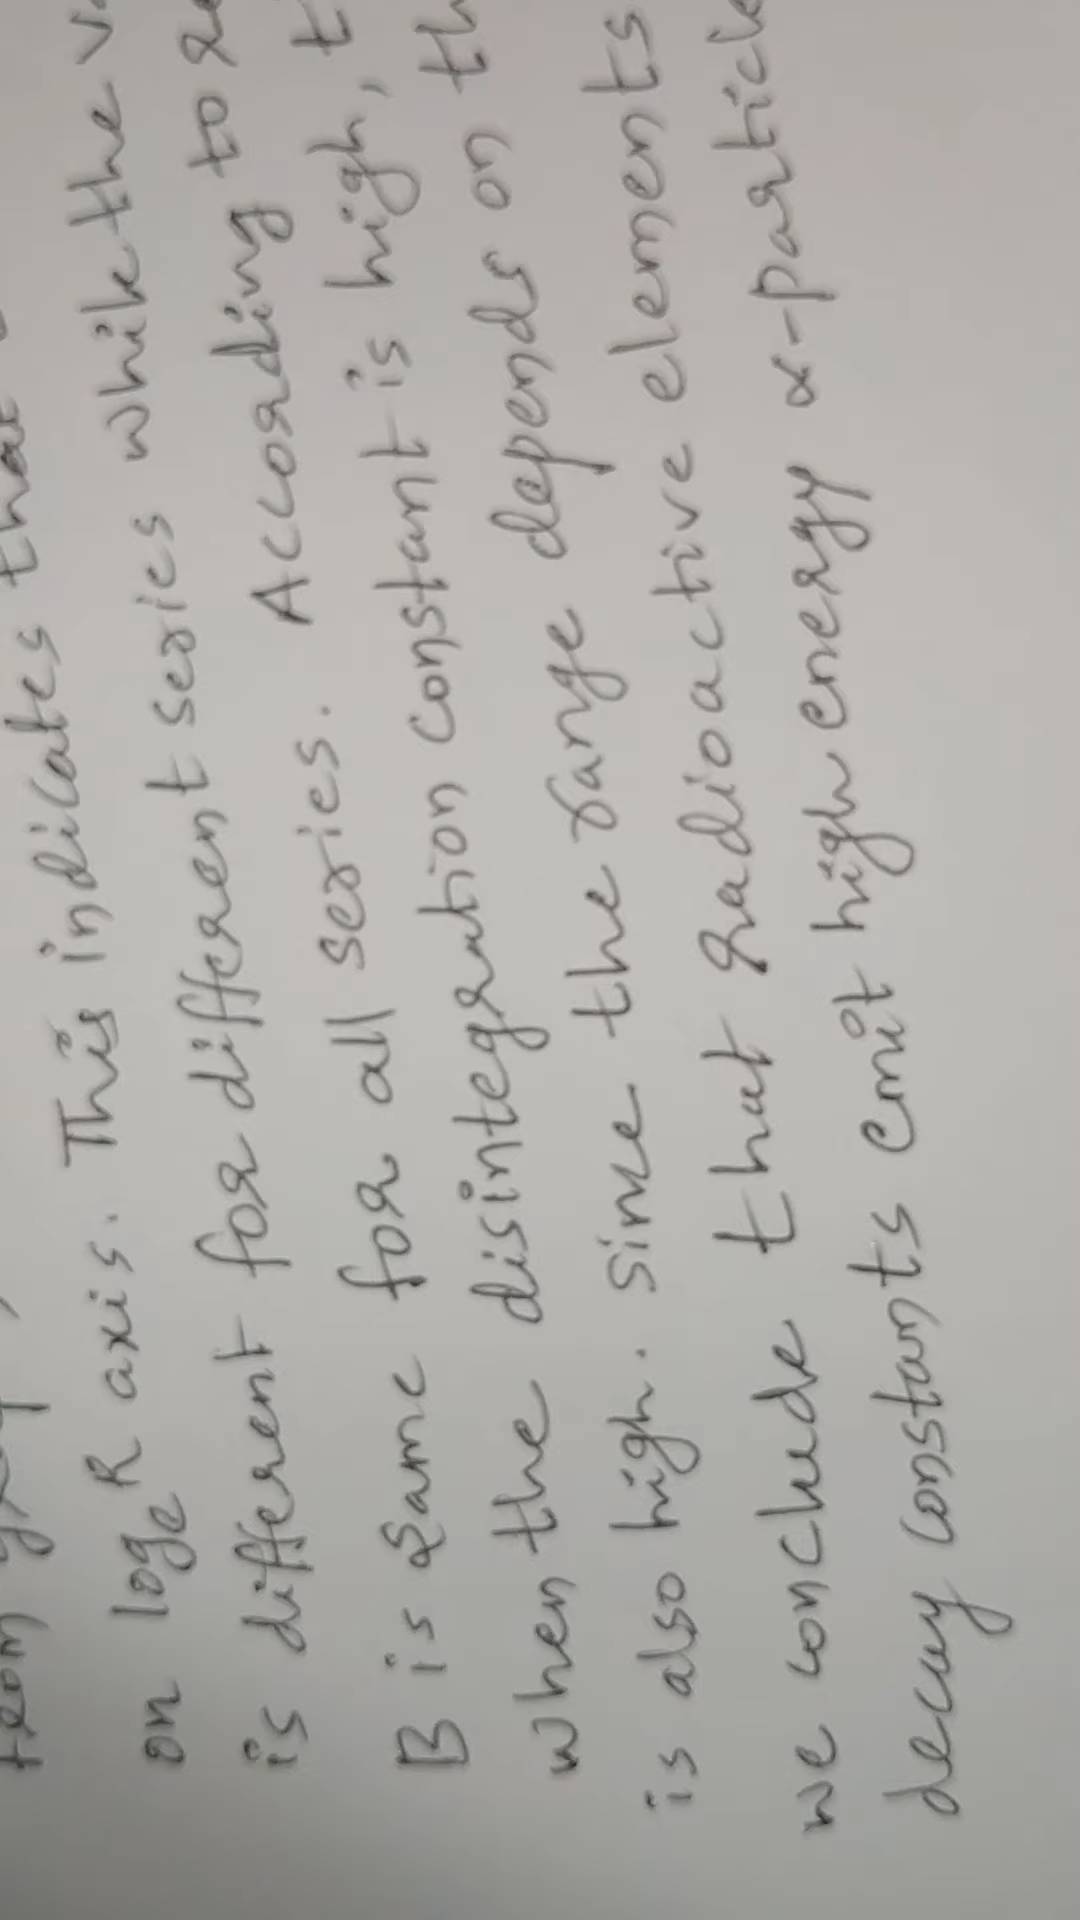 from
axis. This indicates that
on loge R series while the
is different for different According to
B is same for all series. is high,
when the disintegration constant depends on
is also high. Since the range elements
we conclude that radioactive α-particle
decay constants emit high energy